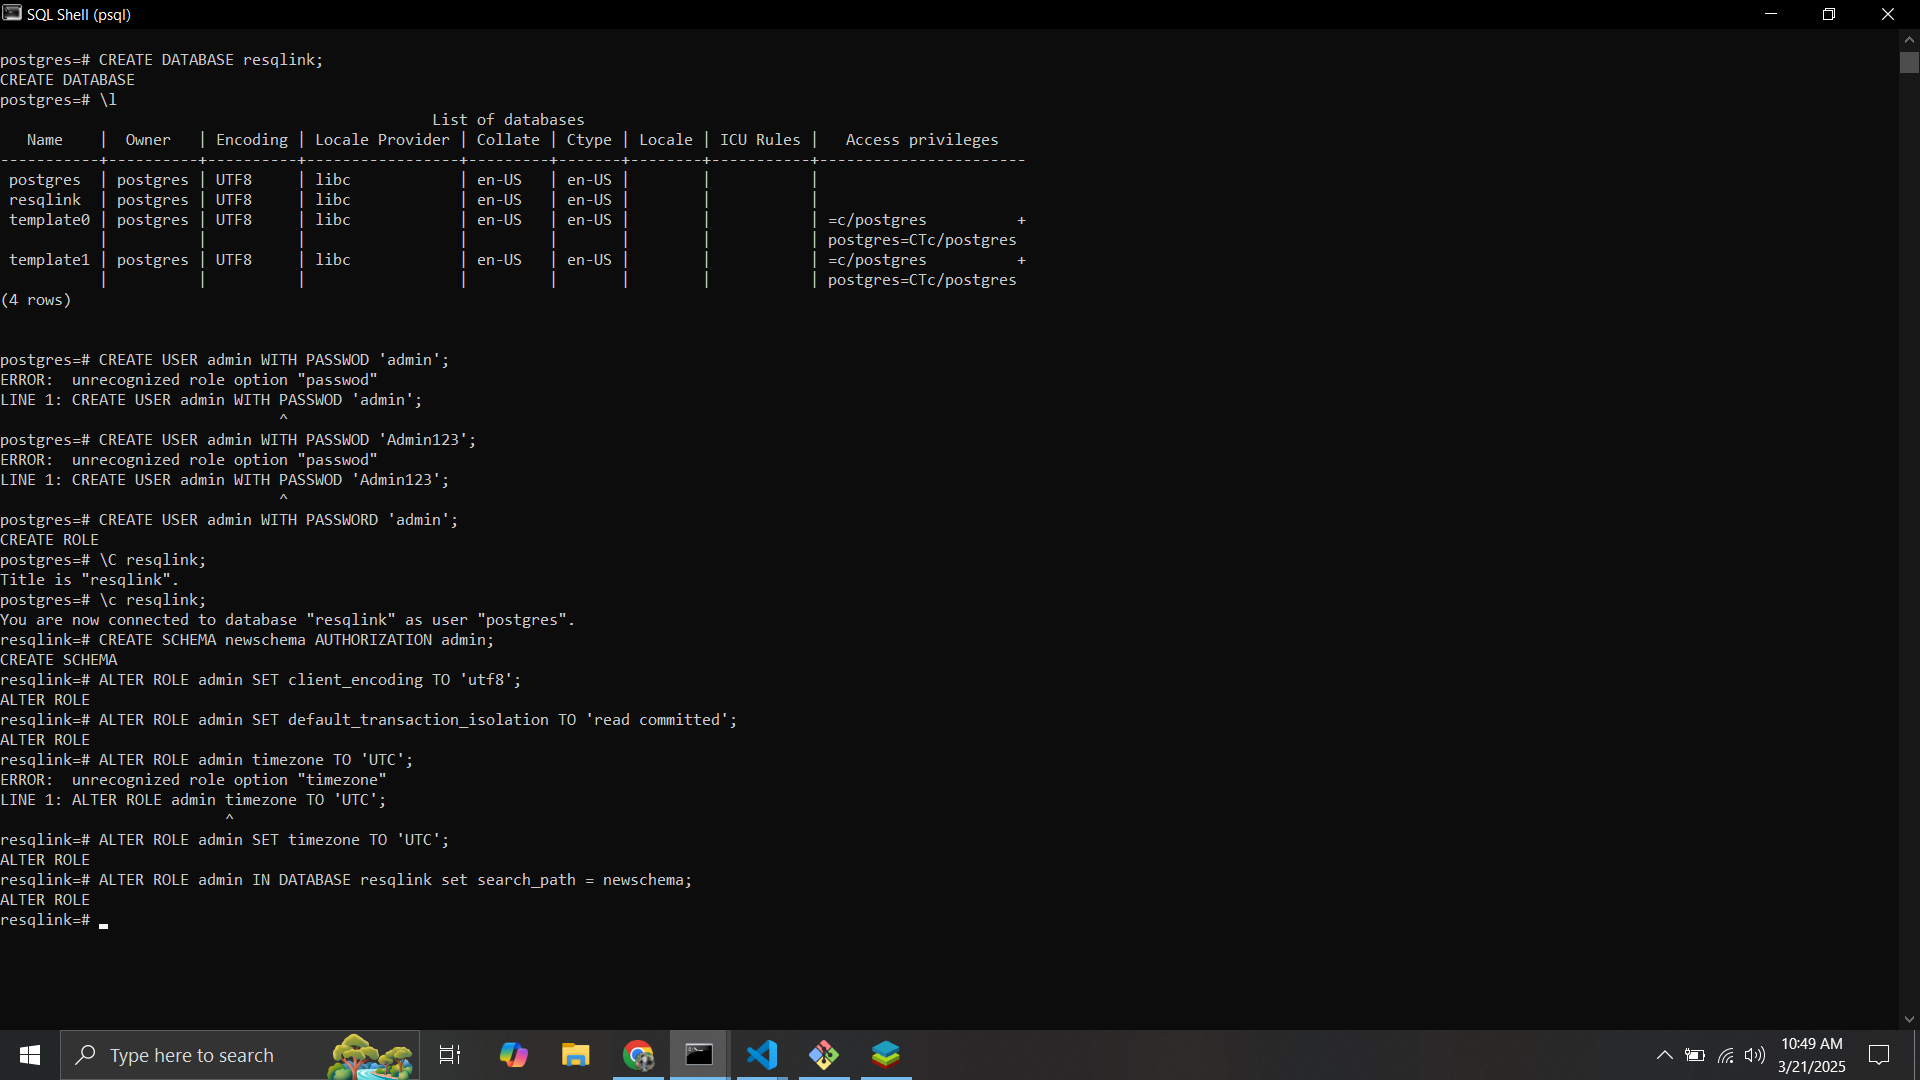 SQL Shell (psql)
postgres=# CREATE DATABASE resqlink;
CREATE DATABASE
postgres=# \l
                                                List of databases
   Name    |  Owner   | Encoding | Locale Provider | Collate | Ctype | Locale | ICU Rules |   Access privileges
-----------+----------+----------+-----------------+---------+-------+--------+-----------+-----------------------
 postgres  | postgres | UTF8     | libc            | en-US   | en-US |        |           |
 resqlink  | postgres | UTF8     | libc            | en-US   | en-US |        |           |
 template0 | postgres | UTF8     | libc            | en-US   | en-US |        |           | =c/postgres          +
           |          |          |                 |         |       |        |           | postgres=CTc/postgres
 template1 | postgres | UTF8     | libc            | en-US   | en-US |        |           | =c/postgres          +
           |          |          |                 |         |       |        |           | postgres=CTc/postgres
(4 rows)
postgres=# CREATE USER admin WITH PASSWOD 'admin';
ERROR:  unrecognized role option "passwod"
LINE 1: CREATE USER admin WITH PASSWOD 'admin';
                               ^
postgres=# CREATE USER admin WITH PASSWOD 'Admin123';
ERROR:  unrecognized role option "passwod"
LINE 1: CREATE USER admin WITH PASSWOD 'Admin123';
                               ^
postgres=# CREATE USER admin WITH PASSWORD 'admin';
CREATE ROLE
postgres=# \C resqlink;
Title is "resqlink".
postgres=# \c resqlink;
You are now connected to database "resqlink" as user "postgres".
resqlink=# CREATE SCHEMA newschema AUTHORIZATION admin;
CREATE SCHEMA
resqlink=# ALTER ROLE admin SET client_encoding TO 'utf8';
ALTER ROLE
resqlink=# ALTER ROLE admin SET default_transaction_isolation TO 'read committed';
ALTER ROLE
resqlink=# ALTER ROLE admin timezone TO 'UTC';
ERROR:  unrecognized role option "timezone"
LINE 1: ALTER ROLE admin timezone TO 'UTC';
                         ^
resqlink=# ALTER ROLE admin SET timezone TO 'UTC';
ALTER ROLE
resqlink=# ALTER ROLE admin IN DATABASE resqlink set search_path = newschema;
ALTER ROLE
resqlink=#
Type here to search
10:49 AM
3/21/2025